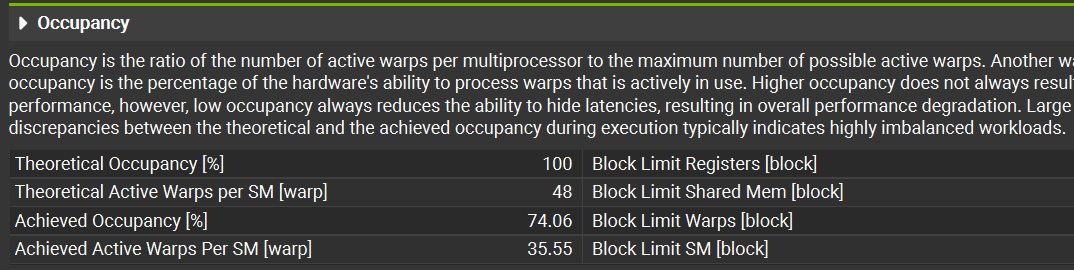 Occupancy
Occupancy is the ratio of the number of active warps per multiprocessor to the maximum number of possible active warps. Another
occupancy is the percentage of the hardware's ability to process warps that is actively in use. Higher occupancy does not always
performance, however, low occupancy always reduces the ability to hide latencies, resulting in overall performance degradation. Large
discrepancies between the theoretical and the achieved occupancy during execution typically indicates highly imbalanced workloads.
Theoretical Occupancy [%] 100 Block Limit Registers [block]
Theoretical Active Warps per SM [warp] 48 Block Limit Shared Mem [block]
Achieved Occupancy [%] 74.06 Block Limit Warps [block]
Achieved Active Warps Per SM [warp] 35.55 Block Limit SM [block]